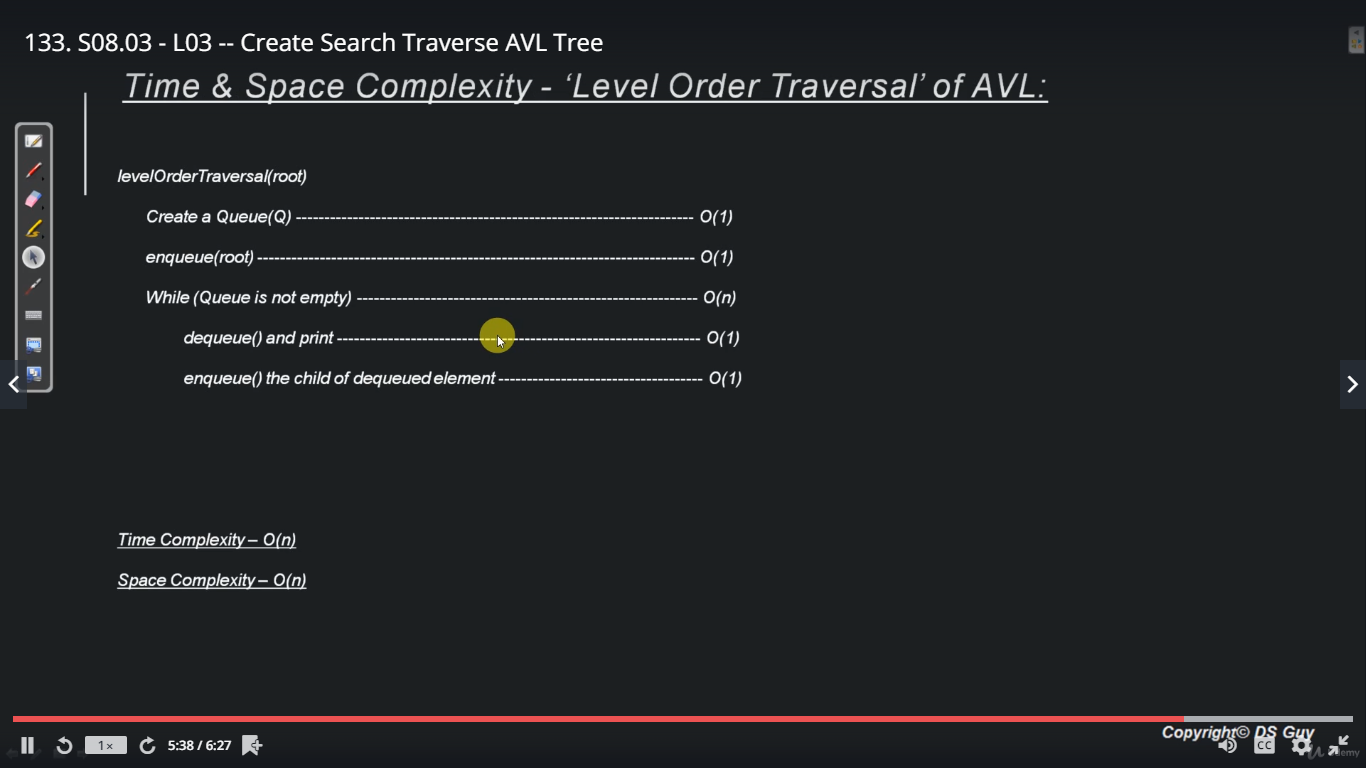 133. S08.03 - L03 -- Create Search Traverse AVL Tree
Time & Space Complexity - ‘Level Order Traversal’ of AVL:
levelOrderTraversal(root)
Create a Queue(Q) ---------------------------------------------------------------------- O(1)
enqueue(root) ----------------------------------------------------------------------------- O(1)
While (Queue is not empty) ------------------------------------------------------------ O(n)
dequeue() and print ---------------------------------------------------------------- O(1)
enqueue() the child of dequeued element ------------------------------------ O(1)
Time Complexity – O(n)
Space Complexity – O(n)
Copyright© DS Guy
1×
5:38 / 6:27
CC